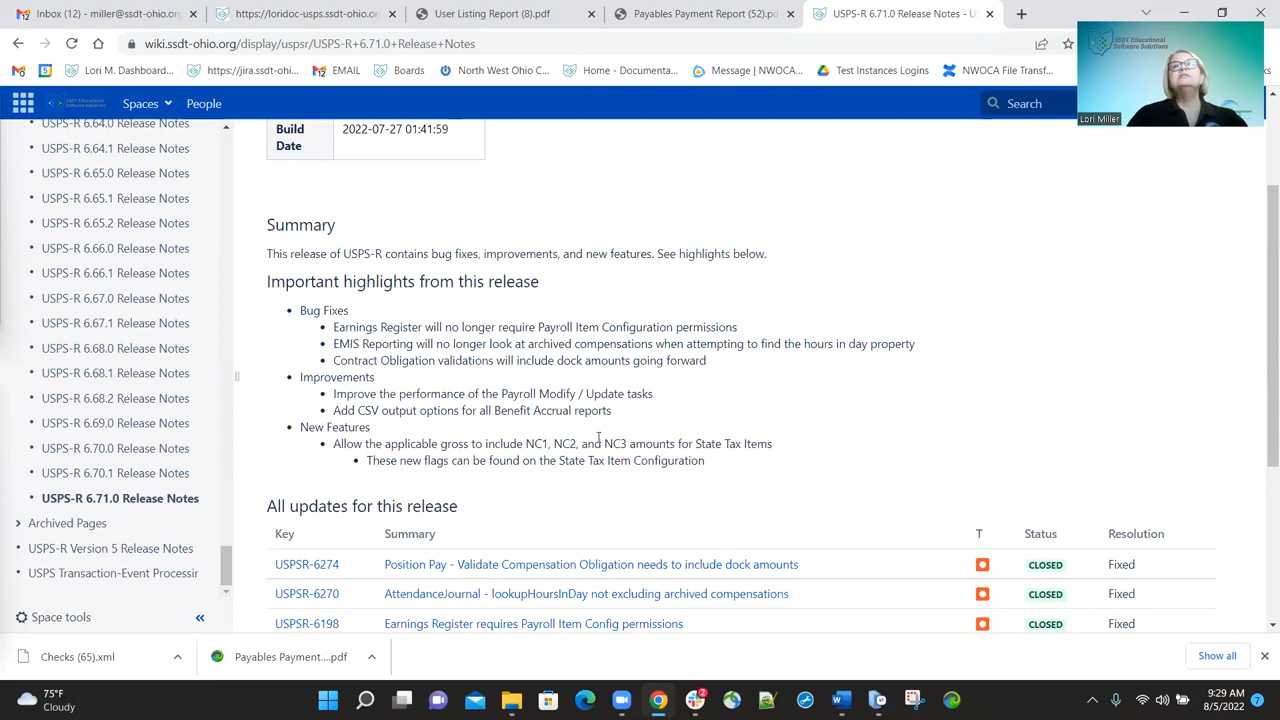 Inbox (12) - miller@ssdt-ohio.org
https://loridoc-usps.ssdt-ohio.or
User Listing Report (8).pdf
Payables Payment Report (52).pd
USPS-R 6.71.0 Release Notes - U
wiki.ssdt-ohio.org/display/uspsr/USPS-R+6.71.0+Release+Notes
Lori M. Dashboard...
https://jira.ssdt-ohi...
EMAIL
Boards
North West Ohio C...
Home - Documenta...
Message | NWOCA...
Test Instances Logins
NWOCA File Transf...
SSDT Educational
Software Solutions
Lori Miller
Spaces
People
Search
USPS-R 6.64.0 Release Notes
USPS-R 6.64.1 Release Notes
USPS-R 6.65.0 Release Notes
USPS-R 6.65.1 Release Notes
USPS-R 6.65.2 Release Notes
USPS-R 6.66.0 Release Notes
USPS-R 6.66.1 Release Notes
USPS-R 6.67.0 Release Notes
USPS-R 6.67.1 Release Notes
USPS-R 6.68.0 Release Notes
USPS-R 6.68.1 Release Notes
USPS-R 6.68.2 Release Notes
USPS-R 6.69.0 Release Notes
USPS-R 6.70.0 Release Notes
USPS-R 6.70.1 Release Notes
USPS-R 6.71.0 Release Notes
Archived Pages
USPS-R Version 5 Release Notes
USPS Transaction-Event Processir
Space tools
Build
Date
2022-07-27 01:41:59
Summary
This release of USPS-R contains bug fixes, improvements, and new features. See highlights below.
Important highlights from this release
Bug Fixes
Earnings Register will no longer require Payroll Item Configuration permissions
EMIS Reporting will no longer look at archived compensations when attempting to find the hours in day property
Contract Obligation validations will include dock amounts going forward
Improvements
Improve the performance of the Payroll Modify / Update tasks
Add CSV output options for all Benefit Accrual reports
New Features
Allow the applicable gross to include NC1, NC2, and NC3 amounts for State Tax Items
These new flags can be found on the State Tax Item Configuration
All updates for this release
Key Summary T Status Resolution
USPSR-6274 Position Pay - Validate Compensation Obligation needs to include dock amounts CLOSED Fixed
USPSR-6270 AttendanceJournal - lookupHoursInDay not excluding archived compensations CLOSED Fixed
USPSR-6198 Earnings Register requires Payroll Item Config permissions CLOSED Fixed
Checks (65).xml
Payables Payment....pdf
Show all
75°F
Cloudy
9:29 AM
8/5/2022